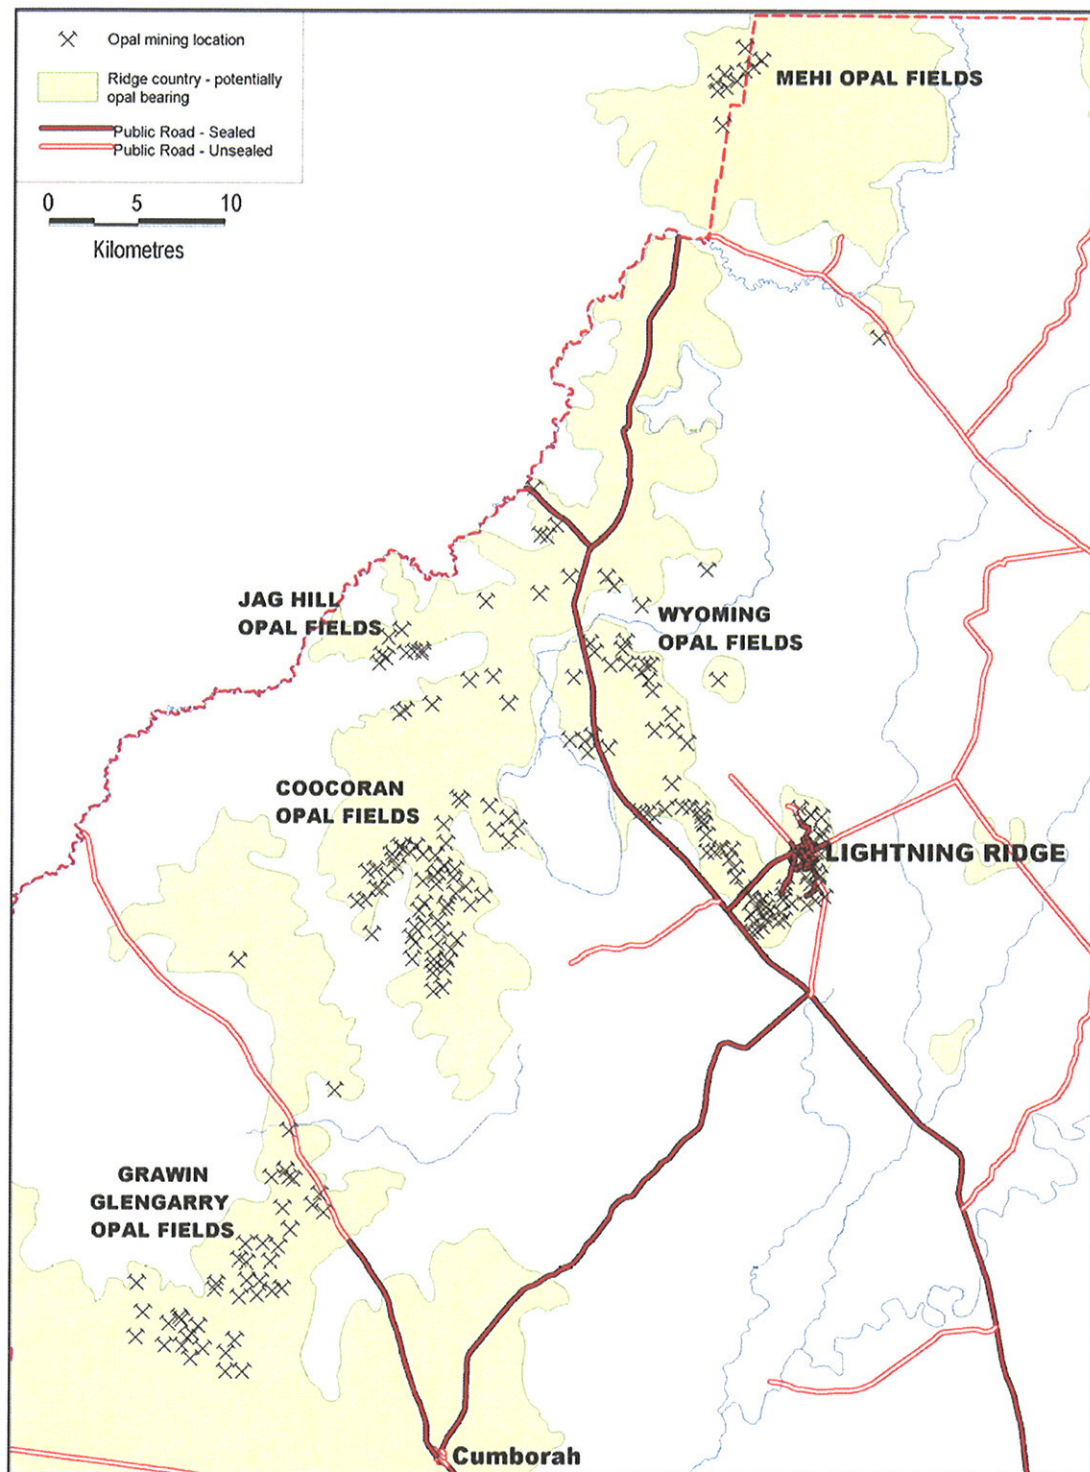 Opal mining location
Ridge country - potentially
opal bearing
Public Road - Sealed
Public Road - Unsealed
0 5 10
Kilometres
MEHI OPAL FIELDS
JAG HILL
OPAL FIELDS
WYOMING
OPAL FIELDS
COOCORAN
OPAL FIELDS
LIGHTNING RIDGE
GRAWIN
GLENGARRY
OPAL FIELDS
Cumborah